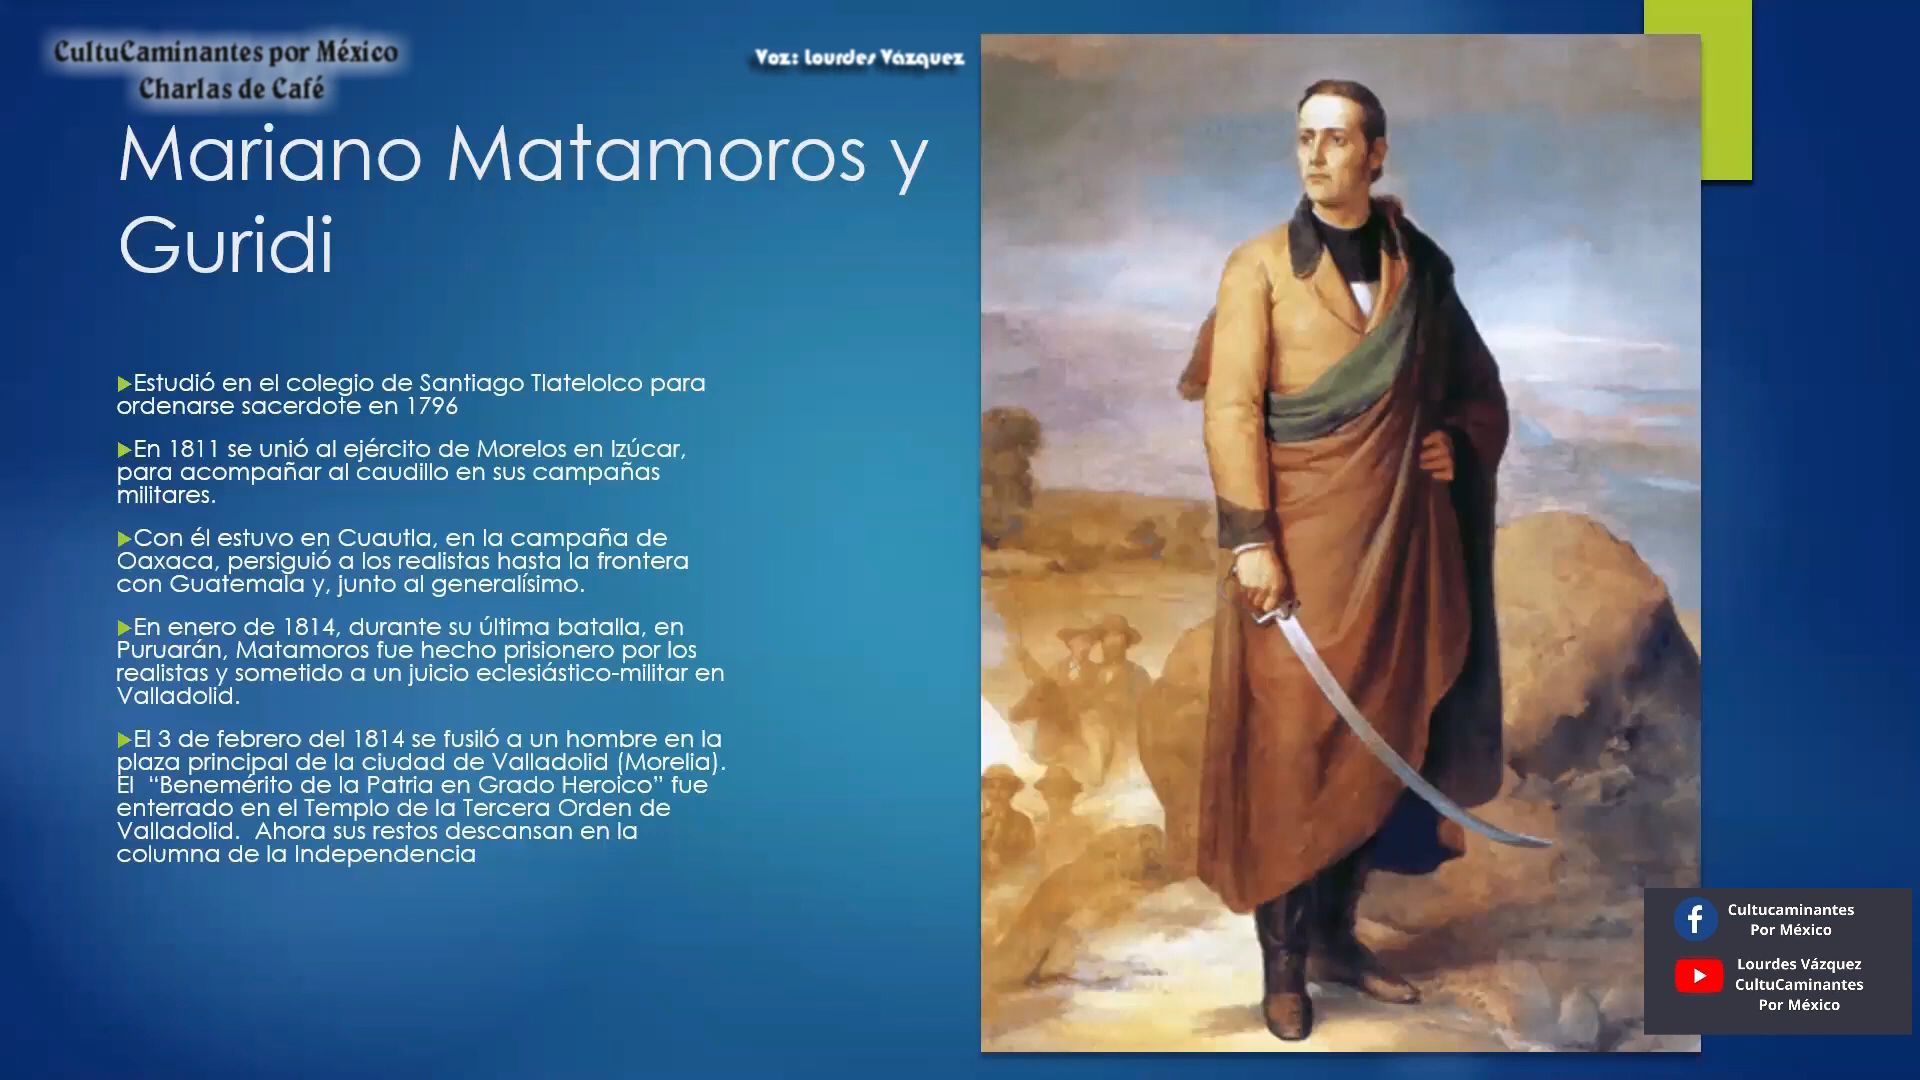 CultuCaminantes por México
Charlas de Café
Voz: Lourdes Vázquez
Mariano Matamoros y
Guridi
Estudió en el colegio de Santiago Tlatelolco para
ordenarse sacerdote en 1796
En 1811 se unió al ejército de Morelos en Izúcar,
para acompañar al caudillo en sus campañas
militares.
Con él estuvo en Cuautla, en la campaña de
Oaxaca, persiguió a los realistas hasta la frontera
con Guatemala y, junto al generalísimo.
En enero de 1814, durante su última batalla, en
Puruarán, Matamoros fue hecho prisionero por los
realistas y sometido a un juicio eclesiástico-militar en
Valladolid.
El 3 de febrero del 1814 se fusiló a un hombre en la
plaza principal de la ciudad de Valladolid (Morelia).
El “Benemérito de la Patria en Grado Heroico” fue
enterrado en el Templo de la Tercera Orden de
Valladolid. Ahora sus restos descansan en la
columna de la Independencia
Cultucaminantes
Por México
Lourdes Vázquez
CultuCaminantes
Por México